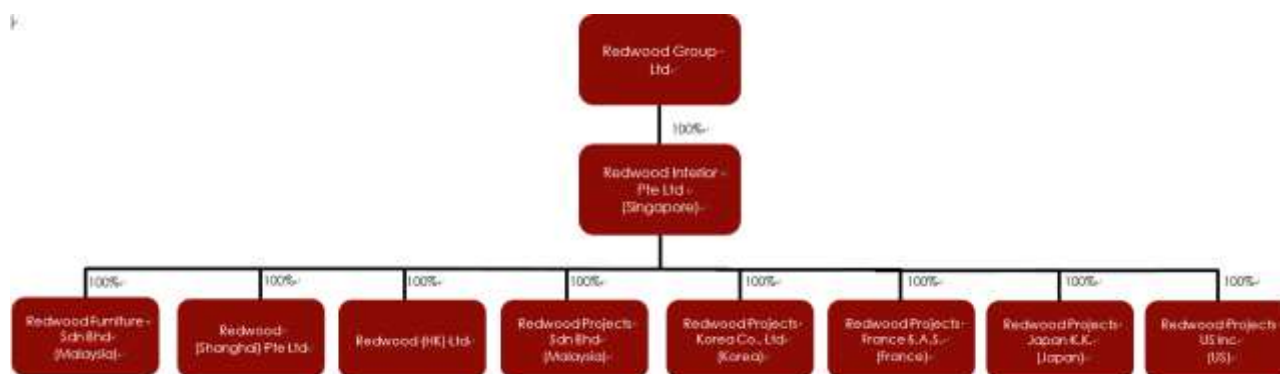 Redwood Group
Ltd
100%
Redwood Interior
Pte Ltd
(Singapore)
100%
100%
100%
100%
100%
100%
100%
100%
Redwood Furniture
Sdn Bhd
(Malaysia)
Redwood
(Shanghai) Pte Ltd
Redwood (HK) Ltd
Redwood Projects
Sdn Bhd
(Malaysia)
Redwood Projects
Korea Co., Ltd
(Korea)
Redwood Projects
France S.A.S.
(France)
Redwood Projects
Japan K.K.
(Japan)
Redwood Projects
US Inc
(US)